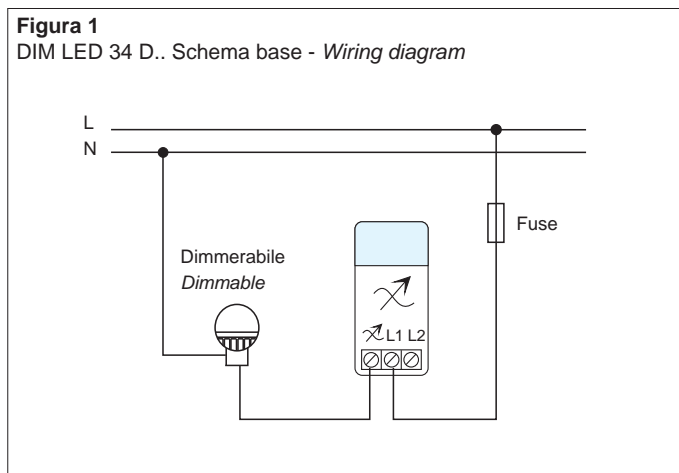 Figura 1
DIM LED 34 D.. Schema base - Wiring diagram
L
N
Fuse
Dimmerabile
Dimmable
L1 L2